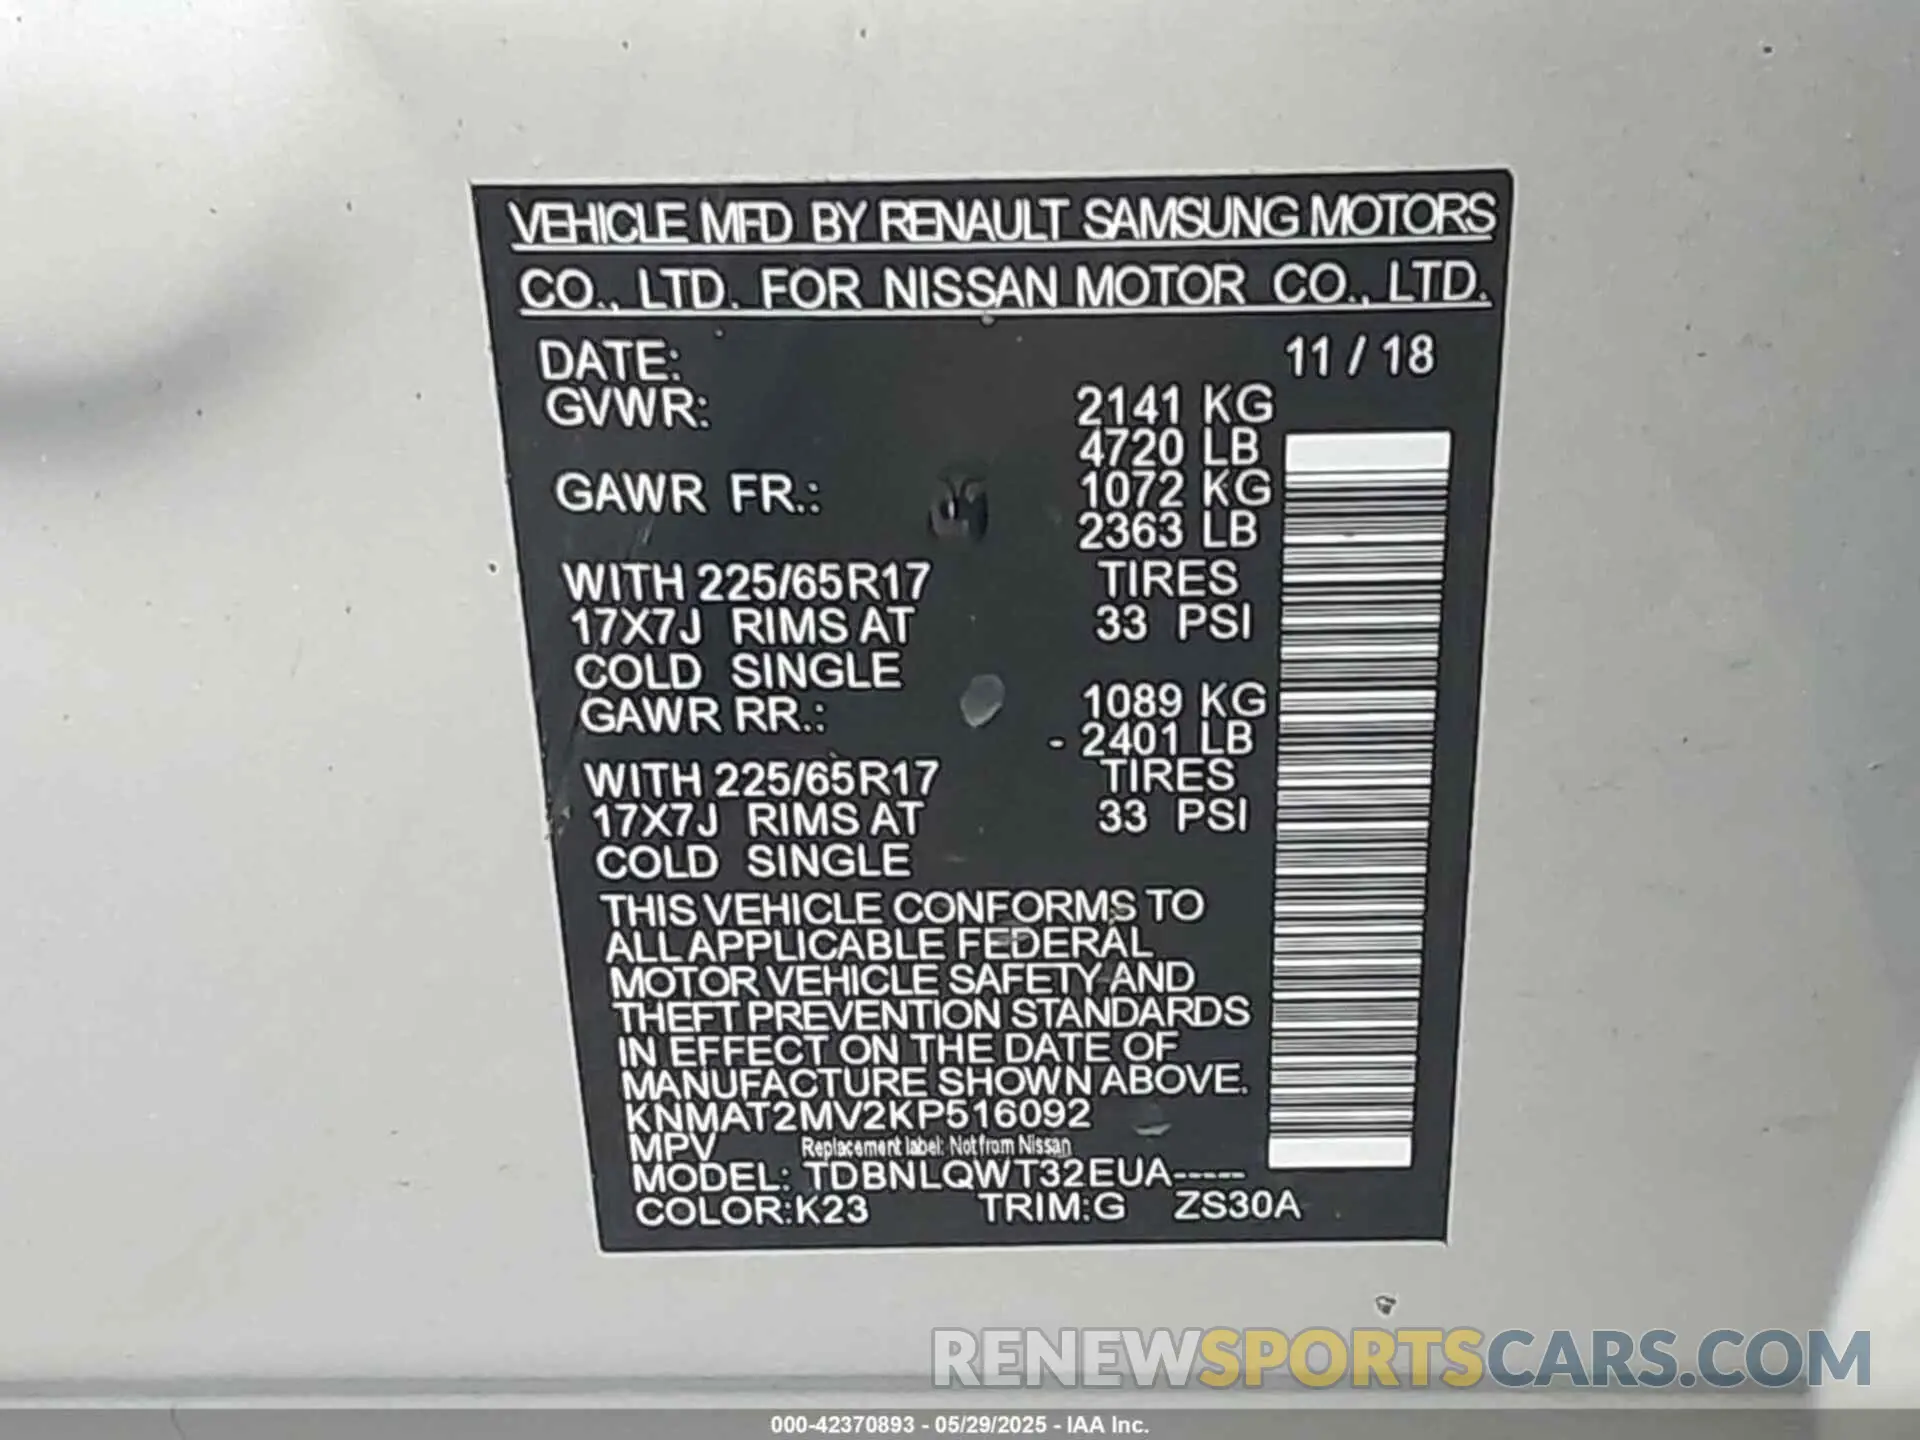 VEHICLE MFD BY RENAULT SAMSUNG MOTORS
CO., LTD. FOR NISSAN MOTOR CO., LTD.
DATE: 11 / 18
GVWR: 2141 KG
4720 LB
GAWR FR.: 1072 KG
2363 LB
WITH 225/65R17 TIRES
17X7J RIMS AT 33 PSI
COLD SINGLE
GAWR RR.: 1089 KG
- 2401 LB
WITH 225/65R17 TIRES
17X7J RIMS AT 33 PSI
COLD SINGLE
THIS VEHICLE CONFORMS TO
ALL APPLICABLE FEDERAL
MOTOR VEHICLE SAFETY AND
THEFT PREVENTION STANDARDS
IN EFFECT ON THE DATE OF
MANUFACTURE SHOWN ABOVE.
KNMAT2MV2KP516092
MPV Replacement label: Not from Nissan
MODEL: TDBNLQWT32EUA-----
COLOR:K23 TRIM:G ZS30A
RENEWSPORTSCARS.COM
000-42370893 - 05/29/2025 - IAA Inc.